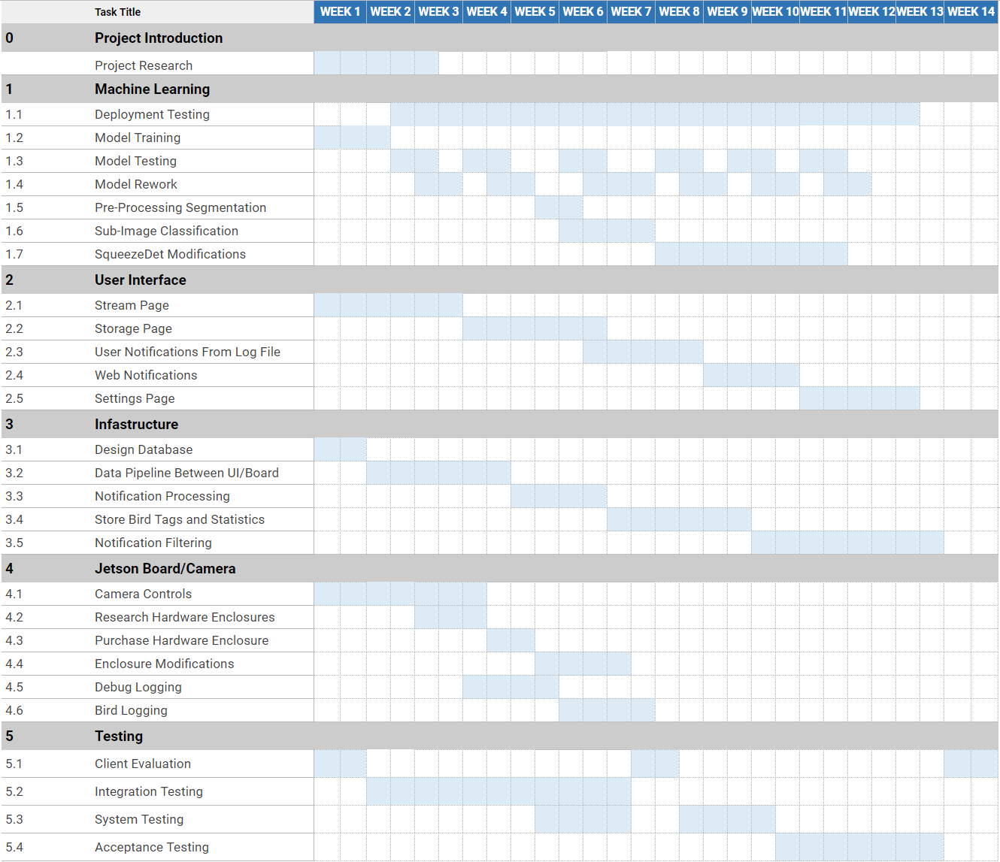 Task Title WEEK 1 WEEK 2 WEEK 3 WEEK 4 WEEK 5 WEEK 6 WEEK 7 WEEK 8 WEEK 9 WEEK 10 WEEK 11 WEEK 12 WEEK 13 WEEK 14
0 Project Introduction
Project Research
1 Machine Learning
1.1 Deployment Testing
1.2 Model Training
1.3 Model Testing
1.4 Model Rework
1.5 Pre-Processing Segmentation
1.6 Sub-Image Classification
1.7 SqueezeDet Modifications
2 User Interface
2.1 Stream Page
2.2 Storage Page
2.3 User Notifications From Log File
2.4 Web Notifications
2.5 Settings Page
3 Infastructure
3.1 Design Database
3.2 Data Pipeline Between UI/Board
3.3 Notification Processing
3.4 Store Bird Tags and Statistics
3.5 Notification Filtering
4 Jetson Board/Camera
4.1 Camera Controls
4.2 Research Hardware Enclosures
4.3 Purchase Hardware Enclosure
4.4 Enclosure Modifications
4.5 Debug Logging
4.6 Bird Logging
5 Testing
5.1 Client Evaluation
5.2 Integration Testing
5.3 System Testing
5.4 Acceptance Testing